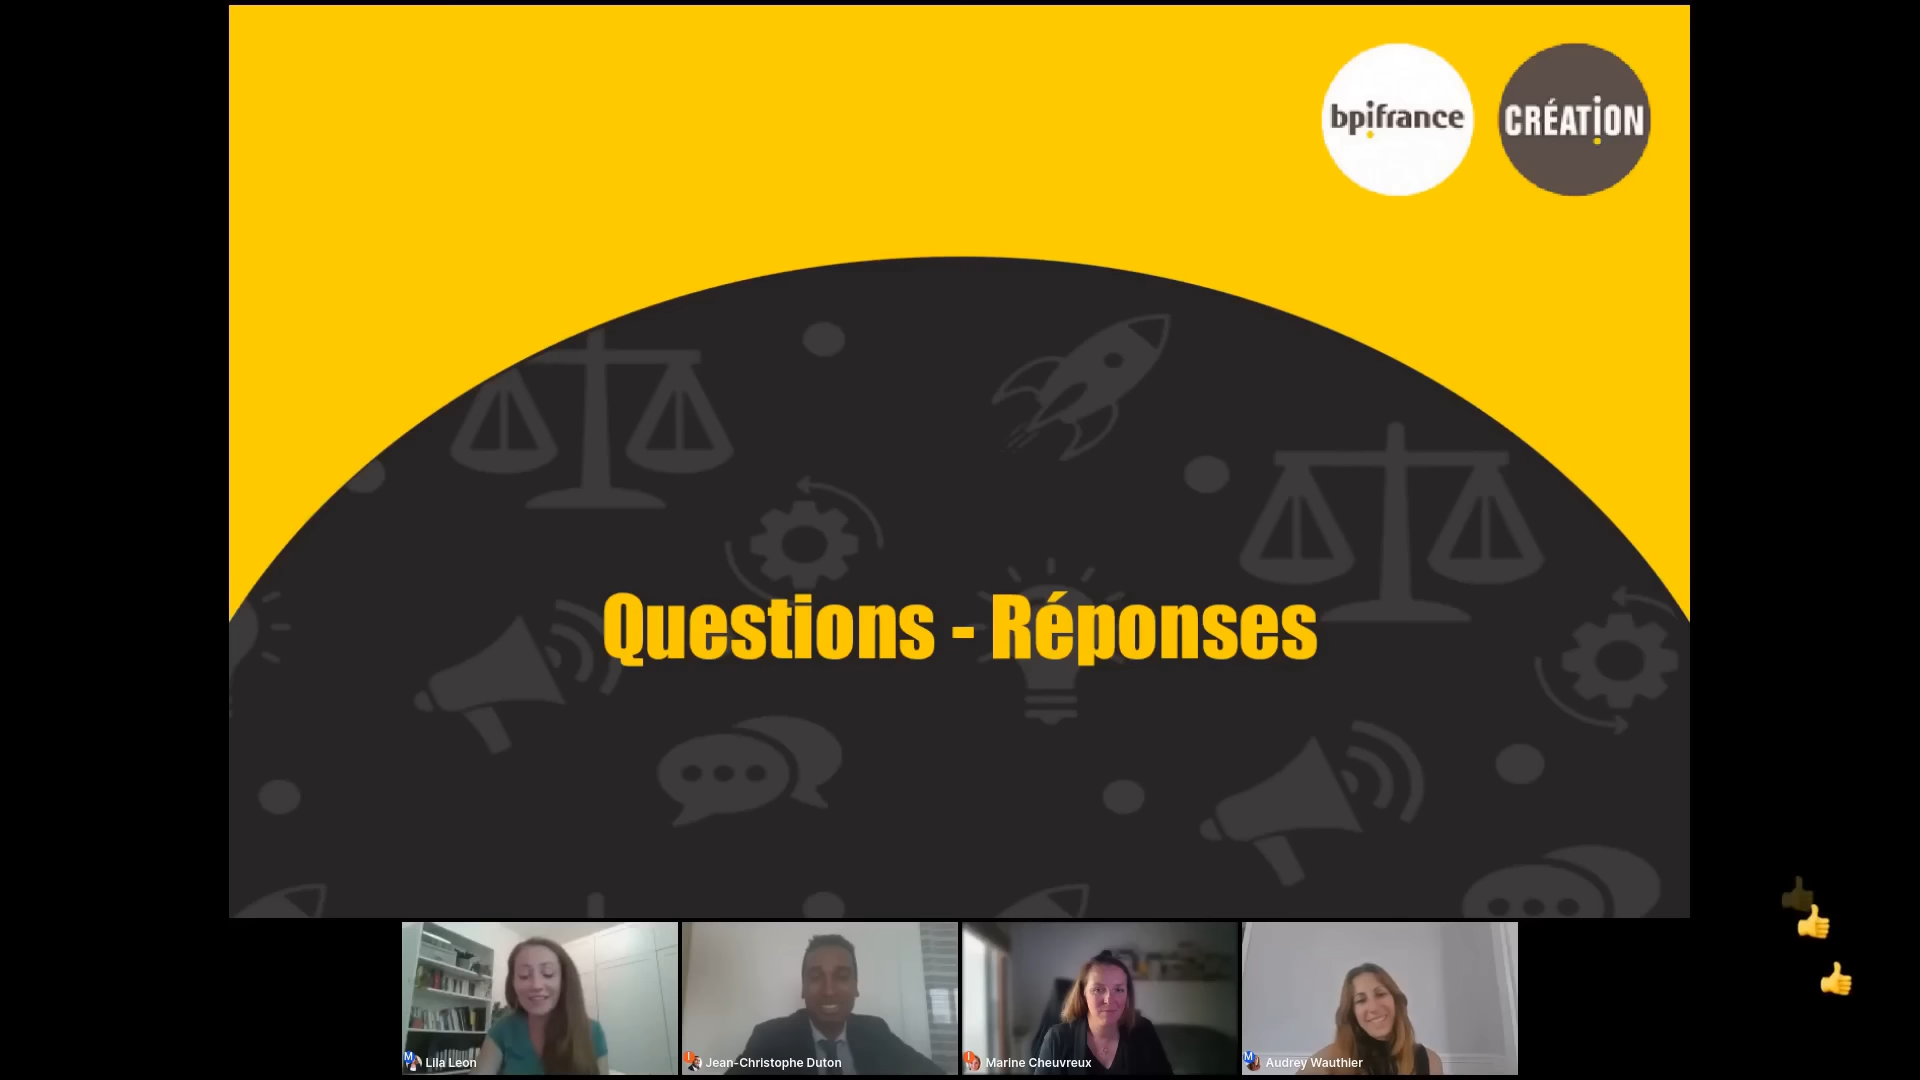 bpifrance
CRÉATION
Questions - Réponses
M
Lila Leon
I
Jean-Christophe Duton
I
Marine Cheuvreux
M
Audrey Wauthier